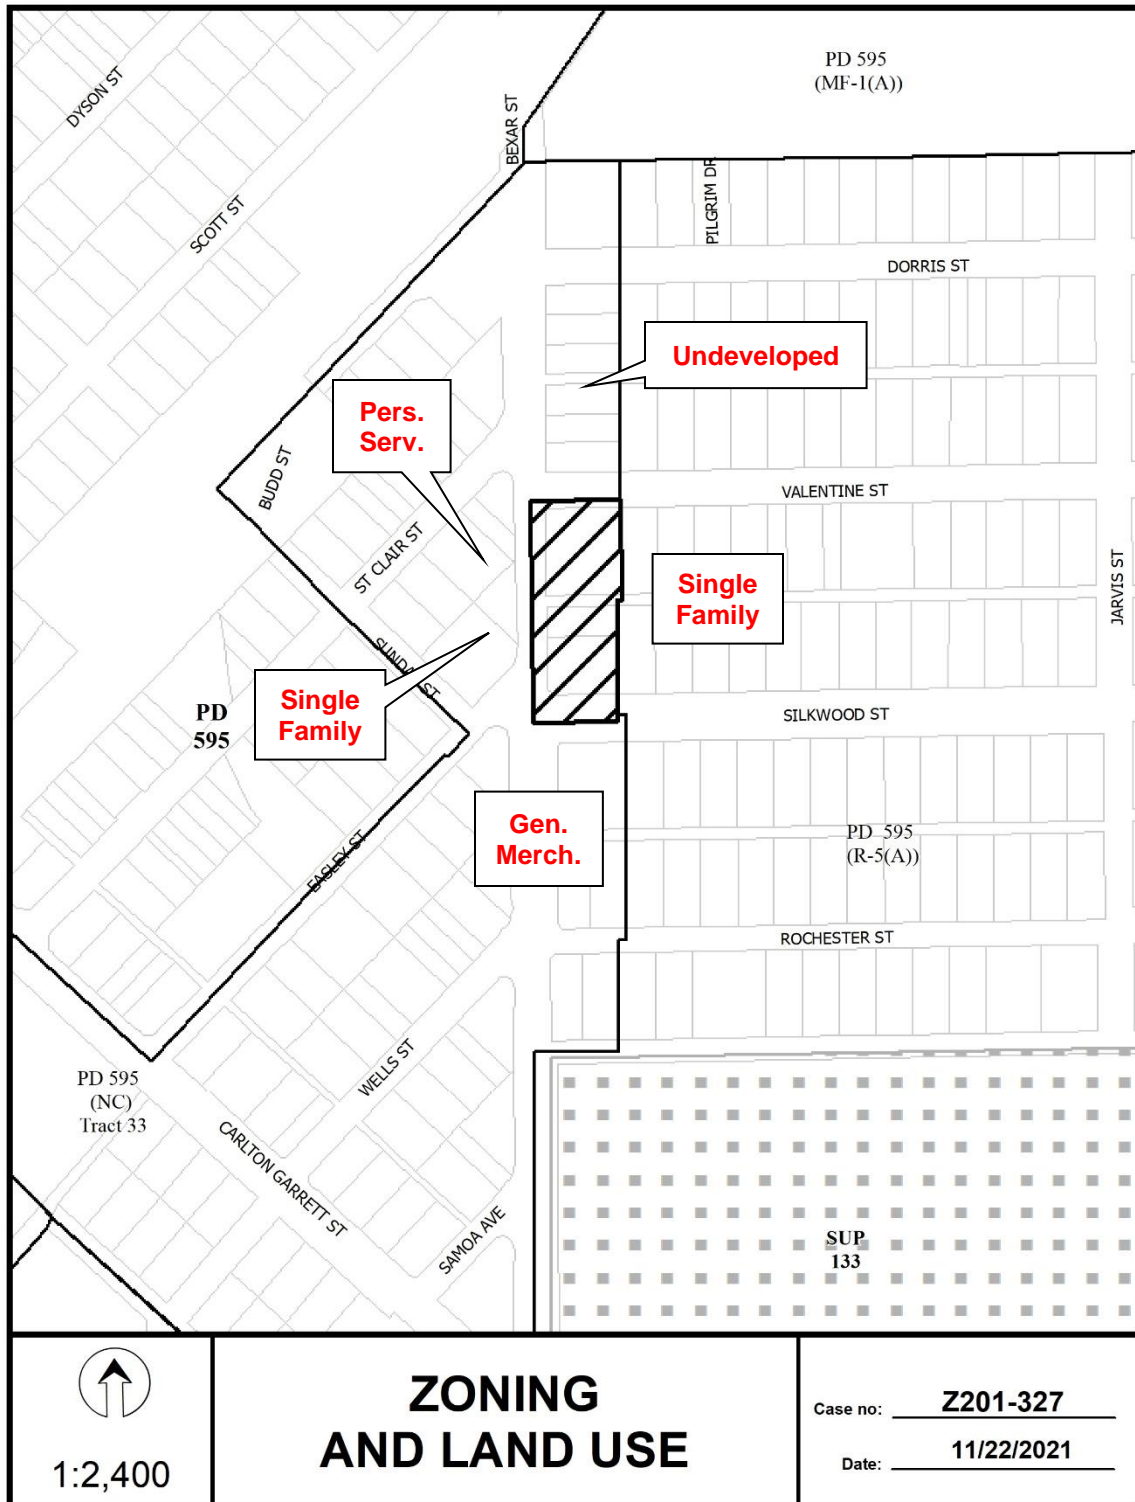 PD 595
(MF-1(A))
DYSON ST
BEXAR ST
PILGRIM DR
SCOTT ST
DORRIS ST
Undeveloped
Pers.
Serv.
BUDD ST
VALENTINE ST
ST CLAIR ST
Single
Family
JARVIS ST
SUNDAY ST
Single
Family
PD
595
SILKWOOD ST
Gen.
Merch.
PD 595
(R-5(A))
EASLEY ST
ROCHESTER ST
WELLS ST
PD 595
(NC)
Tract 33
CARLTON GARRETT ST
SAMOA AVE
SUP
133
1:2,400
ZONING
AND LAND USE
Case no: Z201-327
Date: 11/22/2021